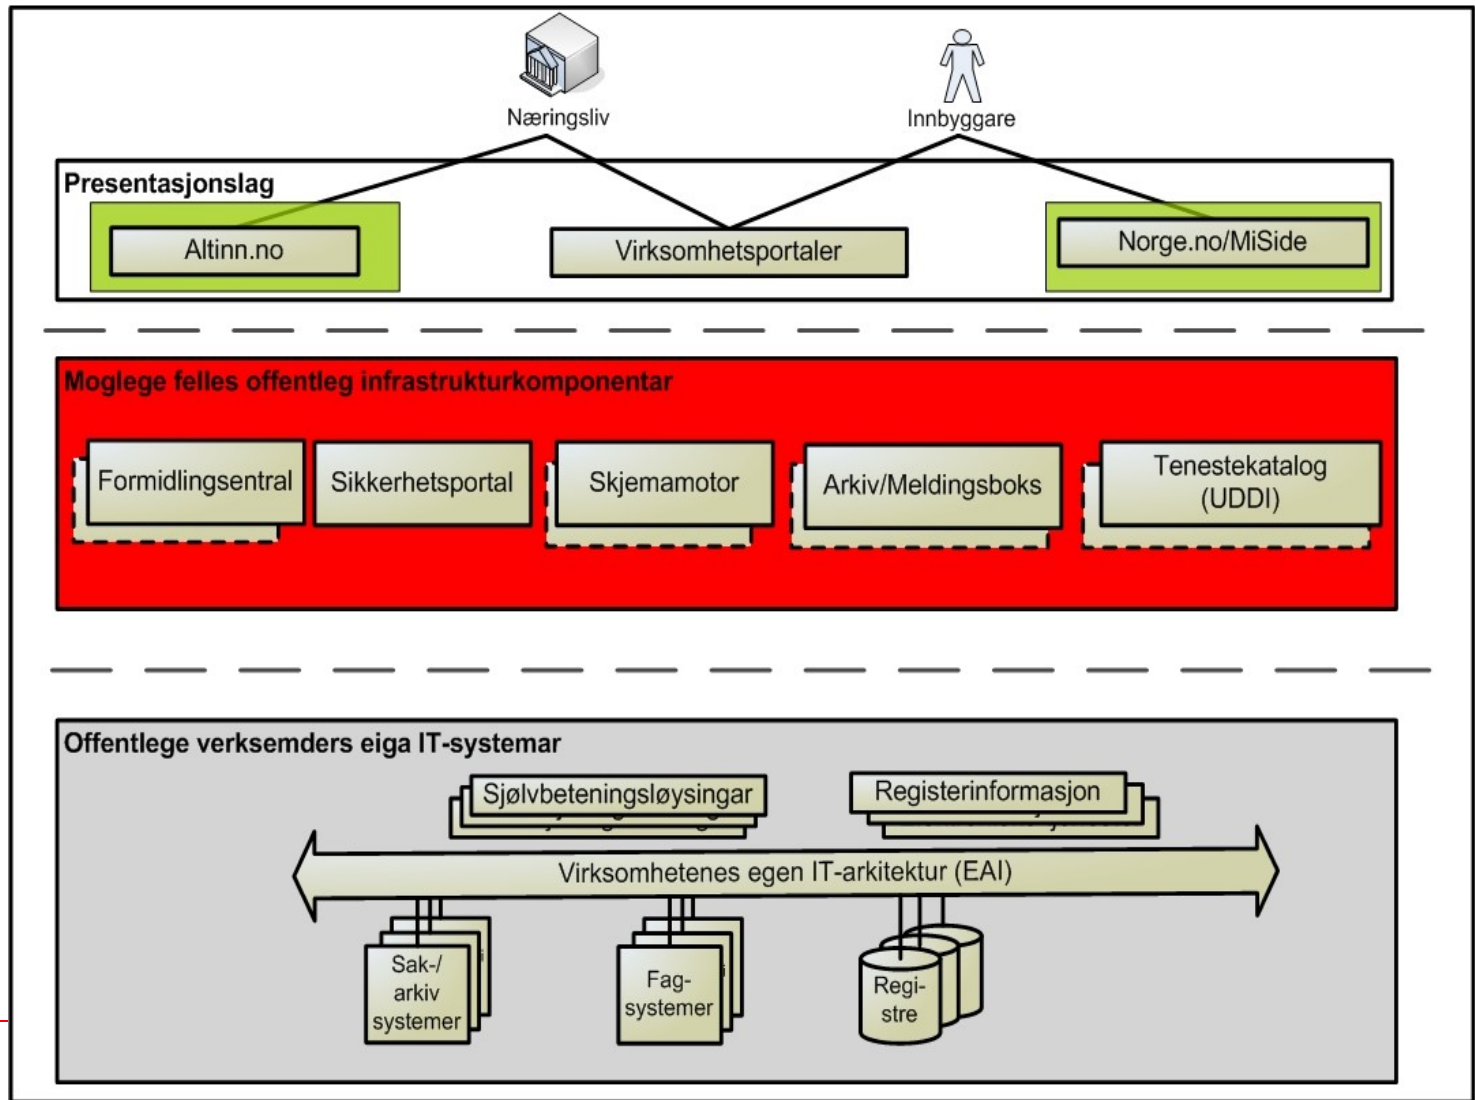 Næringsliv
Innbyggare
Presentasjonslag
Altinn.no
Virksomhetsportaler
Norge.no/MiSide
Moglege felles offentleg infrastrukturkomponentar
Formidlingsentral
Sikkerhetsportal
Skjemamotor
Arkiv/Meldingsboks
Tenestekatalog
(UDDI)
Offentlege verksemders eiga IT-systemar
Sjølvbeteningsløysingar
Registerinformasjon
Virksomhetenes egen IT-arkitektur (EAI)
Sak-/
arkiv
systemer
Fag-
systemer
Regi-
stre